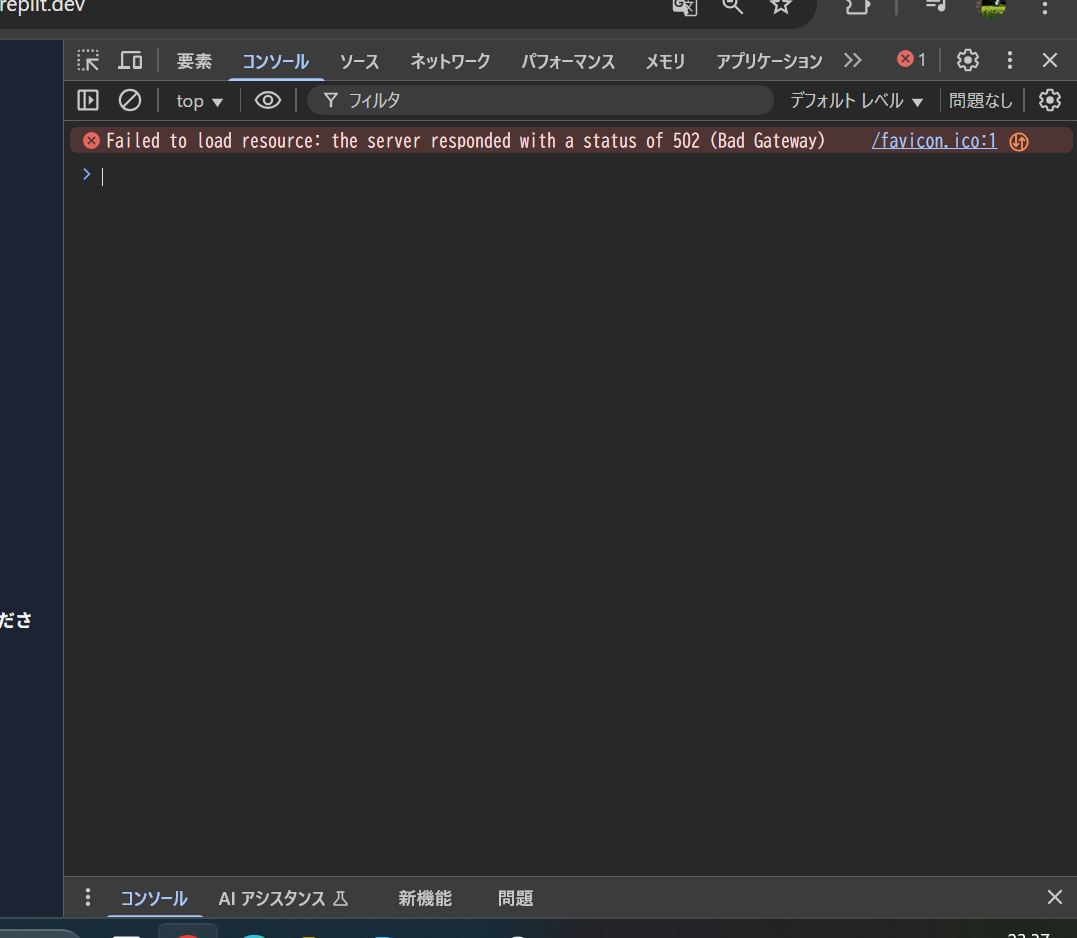 replit.dev
要素 コンソール ソース ネットワーク パフォーマンス メモリ アプリケーション 1
top フィルタ デフォルト レベル 問題なし
Failed to load resource: the server responded with a status of 502 (Bad Gateway) /favicon.ico:1
ださ
コンソール AI アシスタンス 新機能 問題